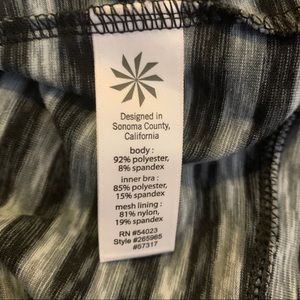 Designed in
Sonoma County,
California
body :
92% polyester,
8% spandex
inner bra :
85% polyester,
15% spandex
mesh lining :
81% nylon,
19% spandex
RN #54023
Style #265965
#57317